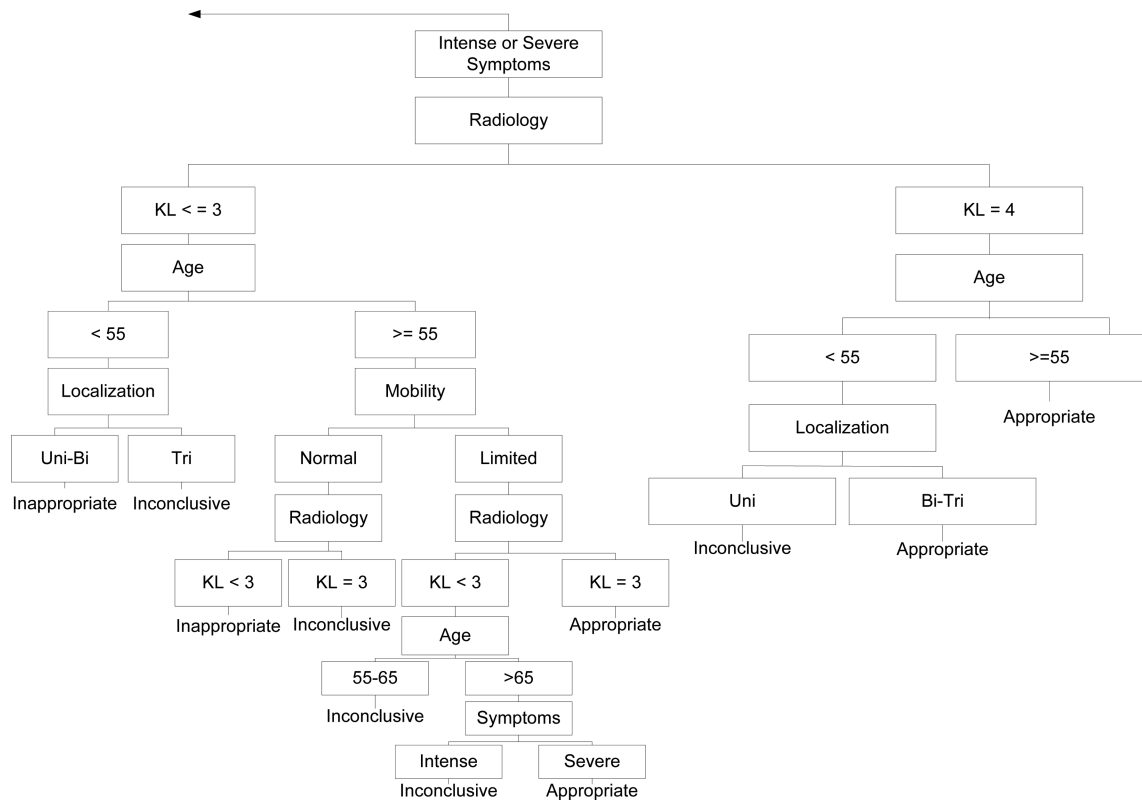 Intense or Severe
Symptoms
Radiology
KL < = 3
KL = 4
Age
Age
< 55
>= 55
< 55
>=55
Localization
Mobility
Appropriate
Localization
Uni-Bi
Tri
Normal
Limited
Inappropriate
Inconclusive
Uni
Bi-Tri
Radiology
Radiology
Inconclusive
Appropriate
KL < 3
KL = 3
KL < 3
KL = 3
Inappropriate
Inconclusive
Appropriate
Age
55-65
>65
Inconclusive
Symptoms
Intense
Severe
Inconclusive
Appropriate